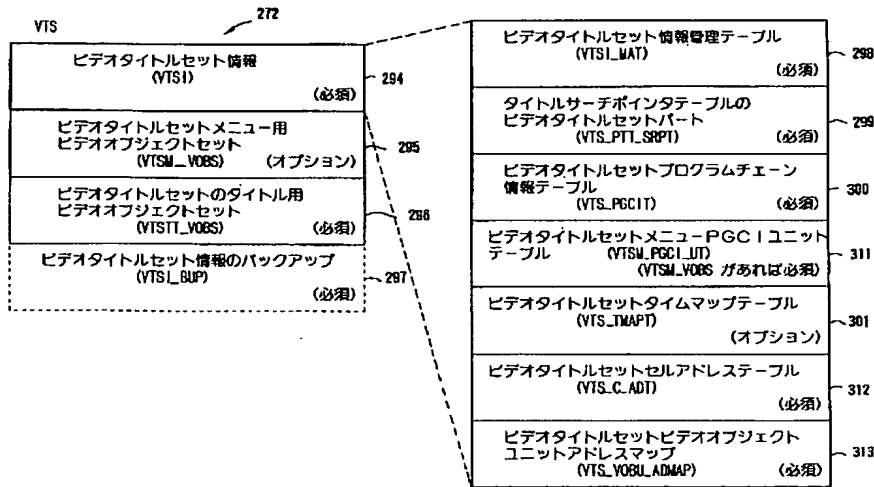 272
VTS
ビデオタイトルセット情報
(VTSI)
(必須)
294
ビデオタイトルセットメニュー用
ビデオオブジェクトセット
(VTSM_VOBS) (オプション)
295
ビデオタイトルセットのタイトル用
ビデオオブジェクトセット
(VTSTT_VOBS) (必須)
296
ビデオタイトルセット情報のバックアップ
(VTSI_BUP)
(必須)
297
ビデオタイトルセット情報管理テーブル
(VTSI_MAT)
(必須)
298
タイトルサーチポインタテーブルの
ビデオタイトルセットパート
(VTS_PTT_SRPT) (必須)
299
ビデオタイトルセットプログラムチェーン
情報テーブル
(VTS_PGCIT) (必須)
300
ビデオタイトルセットメニューPGCIユニット
テーブル (VTSM_PGCI_UT)
(VTSM_VOBS があれば必須)
311
ビデオタイトルセットタイムマップテーブル
(VTS_TMAPT)
(オプション)
301
ビデオタイトルセットセルアドレステーブル
(VTS_C_ADT)
(必須)
312
ビデオタイトルセットビデオオブジェクト
ユニットアドレスマップ
(VTS_VOBU_ADMAP) (必須)
313